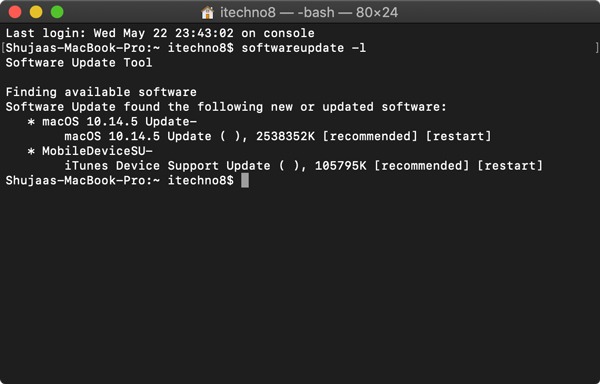 itechno8 — -bash — 80×24
Last login: Wed May 22 23:43:02 on console
[Shujaas-MacBook-Pro:~ itechno8$ softwareupdate -l ]
Software Update Tool

Finding available software
Software Update found the following new or updated software:
   * macOS 10.14.5 Update-
        macOS 10.14.5 Update ( ), 2538352K [recommended] [restart]
   * MobileDeviceSU-
        iTunes Device Support Update ( ), 105795K [recommended] [restart]
Shujaas-MacBook-Pro:~ itechno8$